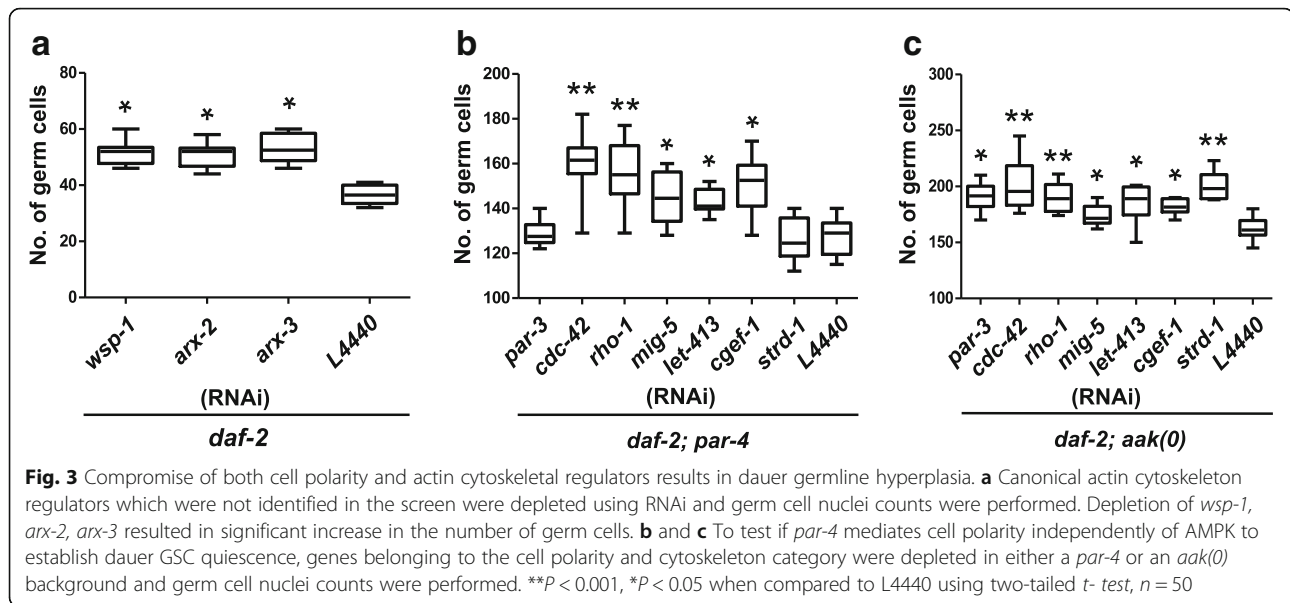 a
80
60
40
20
0
No. of germ cells
*
*
*
wsp-1
arx-2
arx-3
L4440
(RNAi)
daf-2
b
200
180
160
140
120
100
No. of germ cells
**
**
*
*
*
par-3
cdc-42
rho-1
mig-5
let-413
cgef-1
strd-1
L4440
(RNAi)
daf-2; par-4
c
300
250
200
150
100
No. of germ cells
*
**
**
*
*
*
**
par-3
cdc-42
rho-1
mig-5
let-413
cgef-1
strd-1
L4440
(RNAi)
daf-2; aak(0)
Fig. 3 Compromise of both cell polarity and actin cytoskeletal regulators results in dauer germline hyperplasia. a Canonical actin cytoskeleton
regulators which were not identified in the screen were depleted using RNAi and germ cell nuclei counts were performed. Depletion of wsp-1,
arx-2, arx-3 resulted in significant increase in the number of germ cells. b and c To test if par-4 mediates cell polarity independently of AMPK to
establish dauer GSC quiescence, genes belonging to the cell polarity and cytoskeleton category were depleted in either a par-4 or an aak(0)
background and germ cell nuclei counts were performed. **P < 0.001, *P < 0.05 when compared to L4440 using two-tailed t- test, n = 50